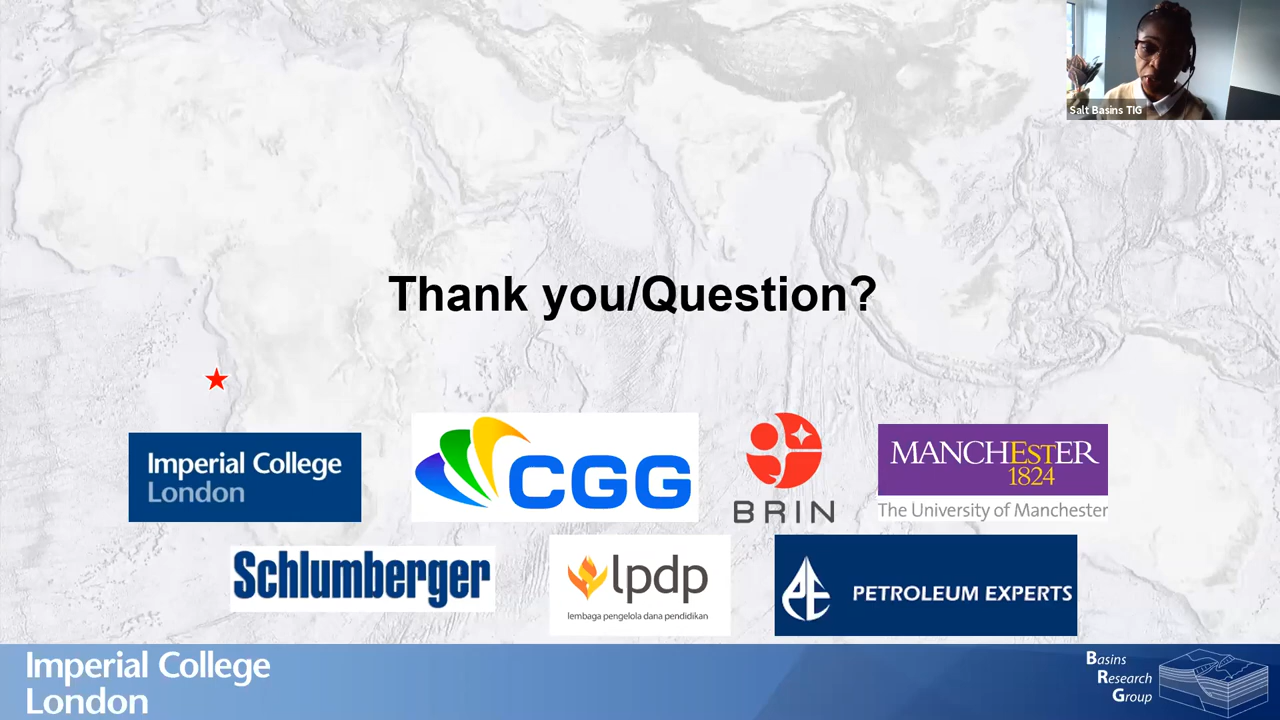 Salt Basins TIG
Thank you/Question?
Imperial College
London
CGG
BRIN
MANCHEstER
1824
The University of Manchester
Schlumberger
lpdp
lembaga pengelola dana pendidikan
PE
PETROLEUM EXPERTS
Imperial College
London
Basins
Research
Group